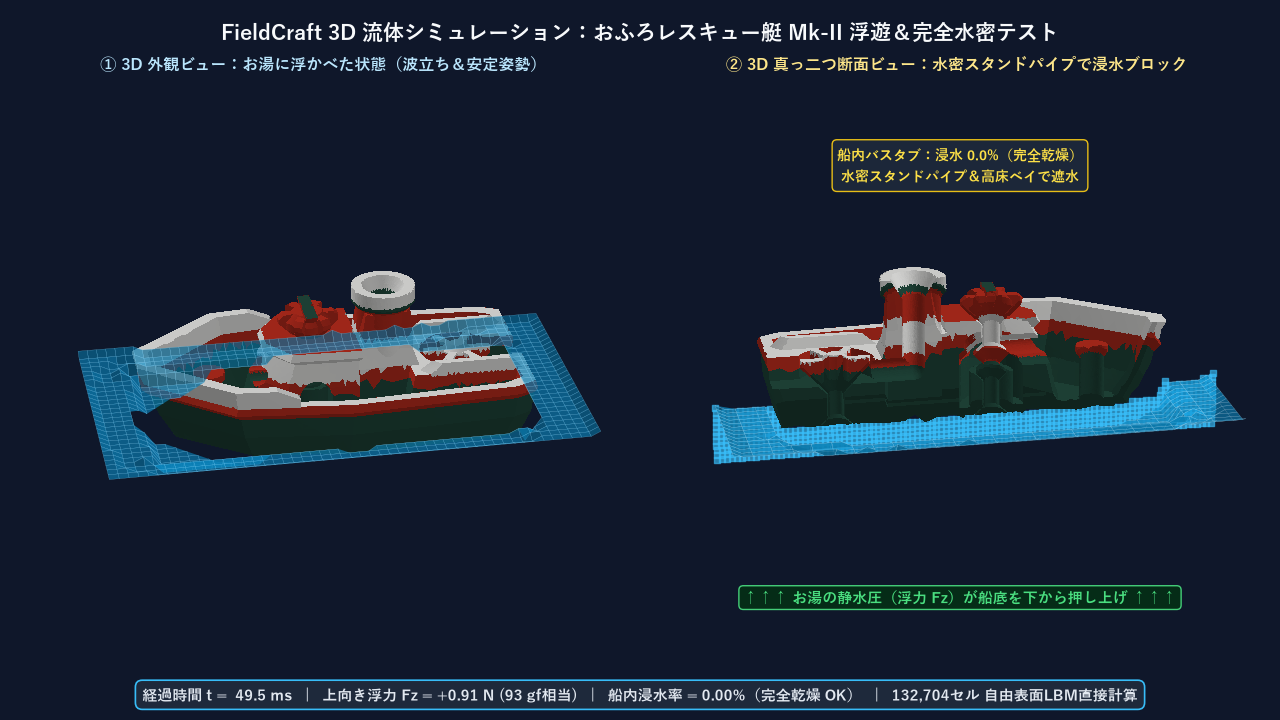 FieldCraft 3D 流体シミュレーション：おふろレスキュー艇 Mk-II 浮遊＆完全水密テスト
① 3D 外観ビュー：お湯に浮かべた状態（波立ち＆安定姿勢）
② 3D 真っ二つ断面ビュー：水密スタンドパイプで浸水ブロック
船内バスタブ：浸水 0.0%（完全乾燥）
水密スタンドパイプ＆高床ベイで遮水
↑ ↑ ↑ お湯の静水圧（浮力 Fz）が船底を下から押し上げ ↑ ↑ ↑
経過時間 t = 49.5 ms ｜ 上向き浮力 Fz = +0.91 N (93 gf相当) ｜ 船内浸水率 = 0.00%（完全乾燥 OK） ｜ 132,704セル 自由表面LBM直接計算